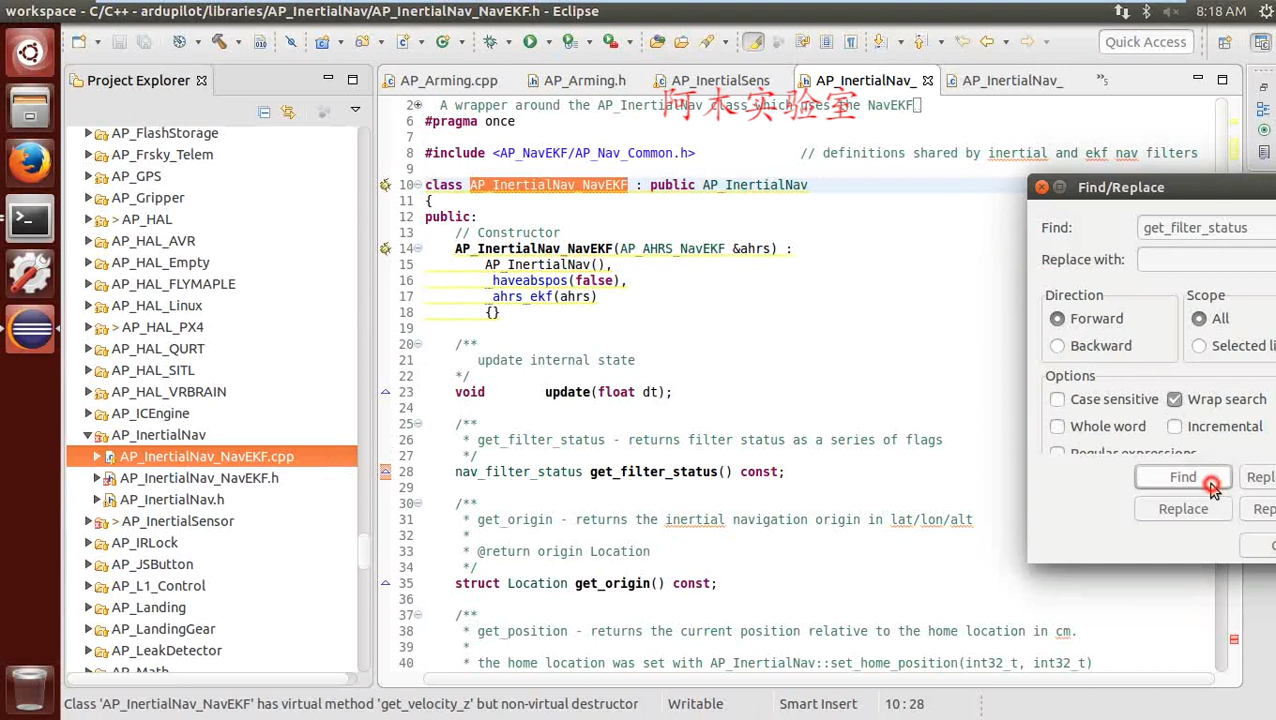 workspace - C/C++ - ardupilot/libraries/AP_InertialNav/AP_InertialNav_NavEKF.h - Eclipse
8:18 AM
Quick Access
Project Explorer
AP_Arming.cpp
AP_Arming.h
AP_InertialSens
AP_InertialNav_
AP_InertialNav_
阿木实验室
AP_FlashStorage
AP_Frsky_Telem
AP_GPS
AP_Gripper
> AP_HAL
AP_HAL_AVR
AP_HAL_Empty
AP_HAL_FLYMAPLE
AP_HAL_Linux
> AP_HAL_PX4
AP_HAL_QURT
AP_HAL_SITL
AP_HAL_VRBRAIN
AP_ICEngine
AP_InertialNav
AP_InertialNav_NavEKF.cpp
AP_InertialNav_NavEKF.h
AP_InertialNav.h
> AP_InertialSensor
AP_IRLock
AP_JSButton
AP_L1_Control
AP_Landing
AP_LandingGear
AP_LeakDetector
AP_Math
2 A wrapper around the AP_InertialNav class which uses the NavEKF
6 #pragma once
7
8 #include <AP_NavEKF/AP_Nav_Common.h> // definitions shared by inertial and ekf nav filters
9
10 class AP_InertialNav_NavEKF : public AP_InertialNav
11 {
12 public:
13 // Constructor
14 AP_InertialNav_NavEKF(AP_AHRS_NavEKF &ahrs) :
15 AP_InertialNav(),
16 _haveabspos(false),
17 _ahrs_ekf(ahrs)
18 {}
19
20 /**
21 update internal state
22 */
23 void update(float dt);
24
25 /**
26 * get_filter_status - returns filter status as a series of flags
27 */
28 nav_filter_status get_filter_status() const;
29
30 /**
31 * get_origin - returns the inertial navigation origin in lat/lon/alt
32 *
33 * @return origin Location
34 */
35 struct Location get_origin() const;
36
37 /**
38 * get_position - returns the current position relative to the home location in cm.
39 *
40 * the home location was set with AP_InertialNav::set_home_position(int32_t, int32_t)
Find/Replace
Find:
get_filter_status
Replace with:
Direction
Scope
Forward
All
Backward
Selected li
Options
Case sensitive
Wrap search
Whole word
Incremental
Regular expressions
Find
Repl
Replace
Rep
Class 'AP_InertialNav_NavEKF' has virtual method 'get_velocity_z' but non-virtual destructor
Writable
Smart Insert
10 : 28